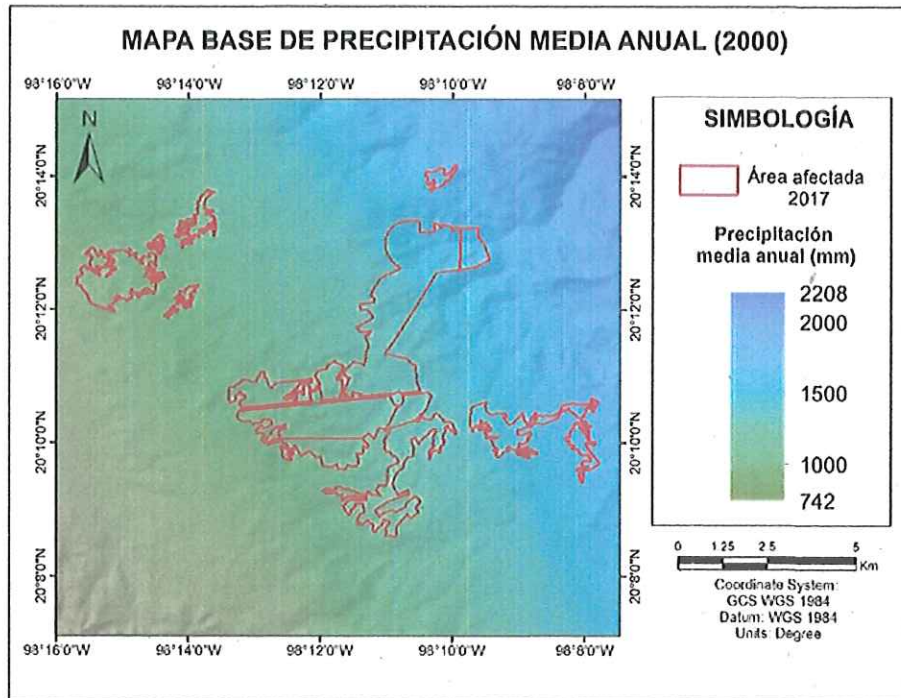 MAPA BASE DE PRECIPITACIÓN MEDIA ANUAL (2000)
98°16'0"W 98°14'0"W 98°12'0"W 98°10'0"W 98°8'0"W
N
20°14'0"N 20°14'0"N
20°12'0"N 20°12'0"N
20°10'0"N 20°10'0"N
20°8'0"N 20°8'0"N
98°16'0"W 98°14'0"W 98°12'0"W 98°10'0"W 98°8'0"W
SIMBOLOGÍA
Área afectada
2017
Precipitación
media anual (mm)
2208
2000
1500
1000
742
0 1.25 2.5 5
Km
Coordinate System:
GCS WGS 1984
Datum: WGS 1984
Units: Degree